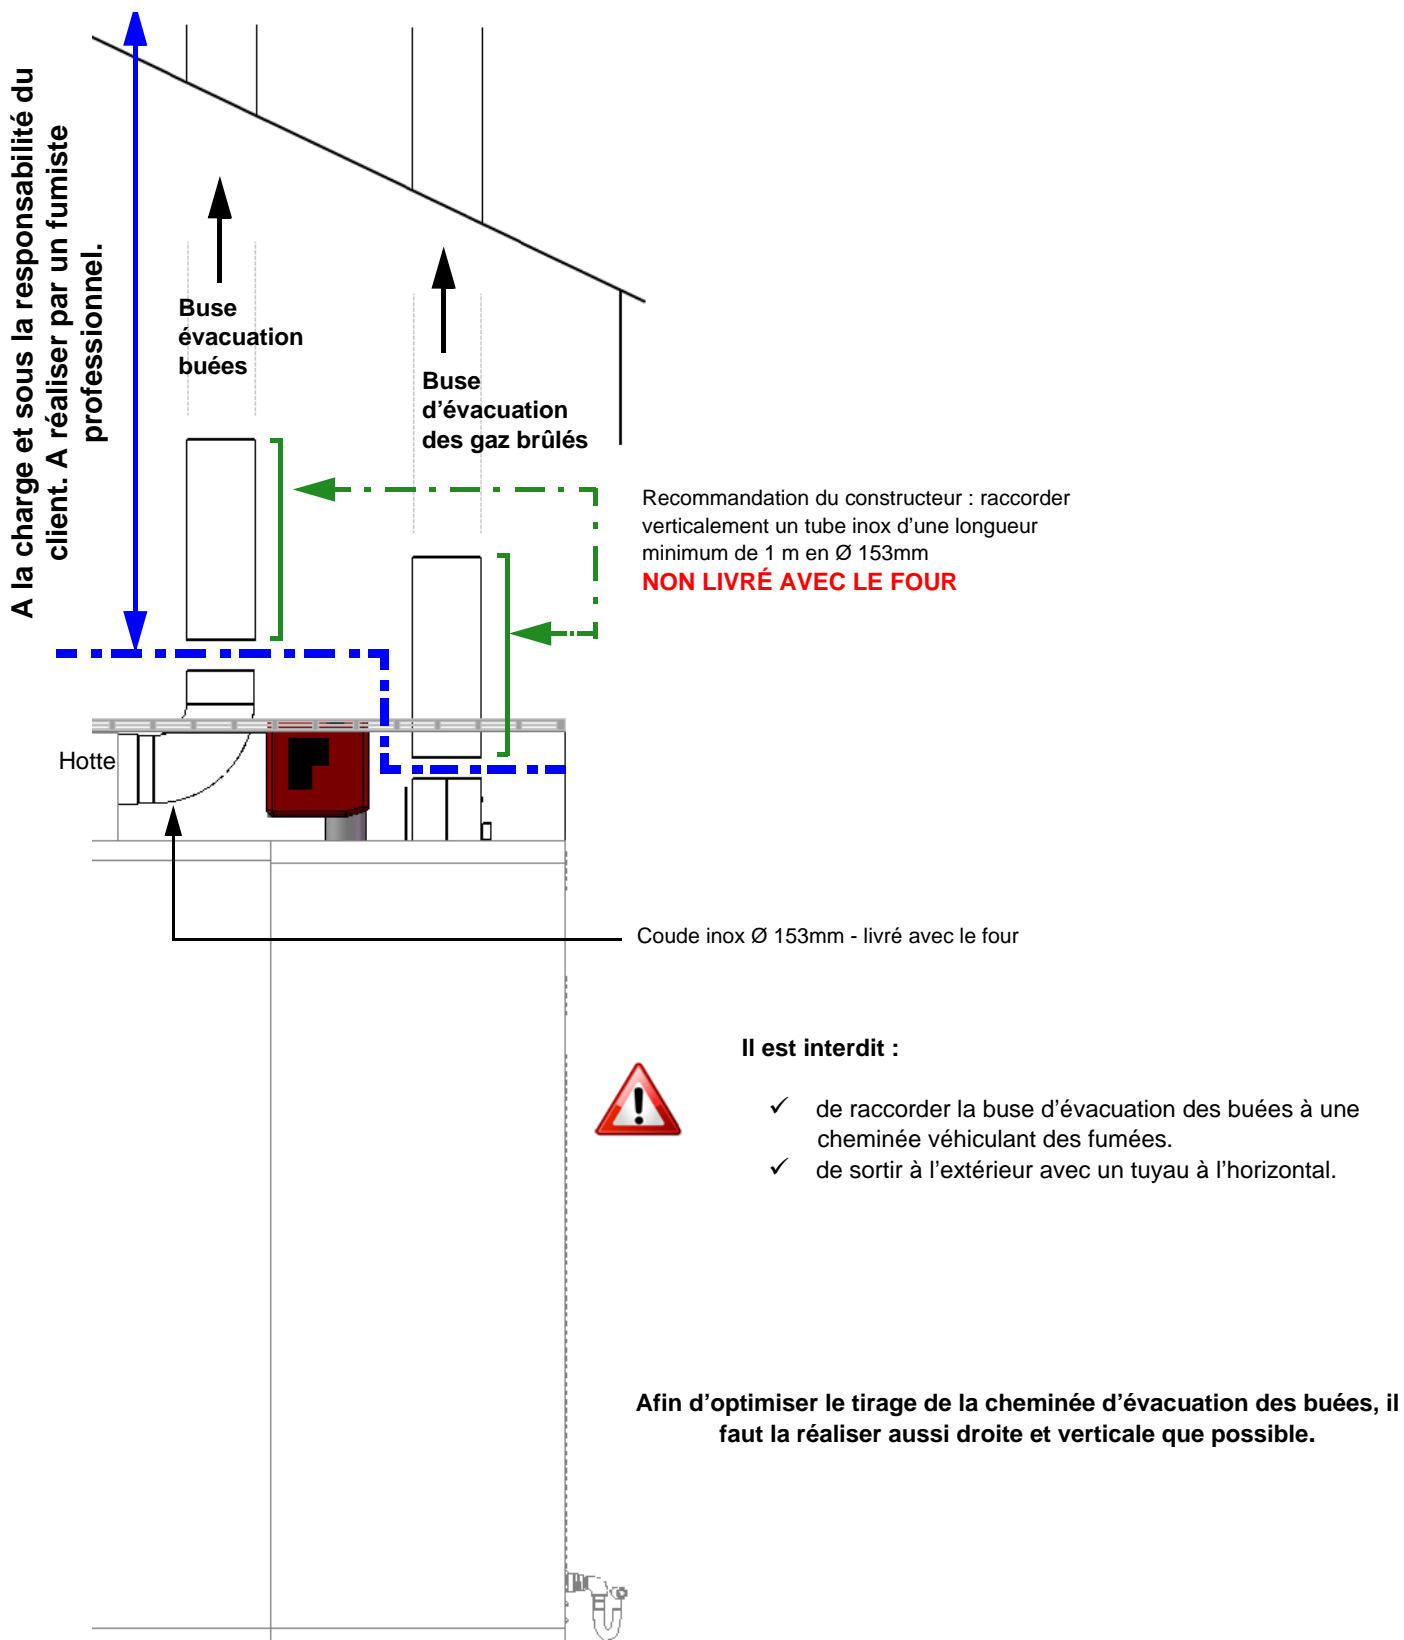 A la charge et sous la responsabilité du
client. A réaliser par un fumiste
professionnel.
Buse
évacuation
buées
Buse
d’évacuation
des gaz brûlés
Recommandation du constructeur : raccorder
verticalement un tube inox d’une longueur
minimum de 1 m en Ø 153mm
NON LIVRÉ AVEC LE FOUR
Hotte
Coude inox Ø 153mm - livré avec le four
Il est interdit :
✓ de raccorder la buse d’évacuation des buées à une
cheminée véhiculant des fumées.
✓ de sortir à l’extérieur avec un tuyau à l’horizontal.
Afin d’optimiser le tirage de la cheminée d’évacuation des buées, il
faut la réaliser aussi droite et verticale que possible.